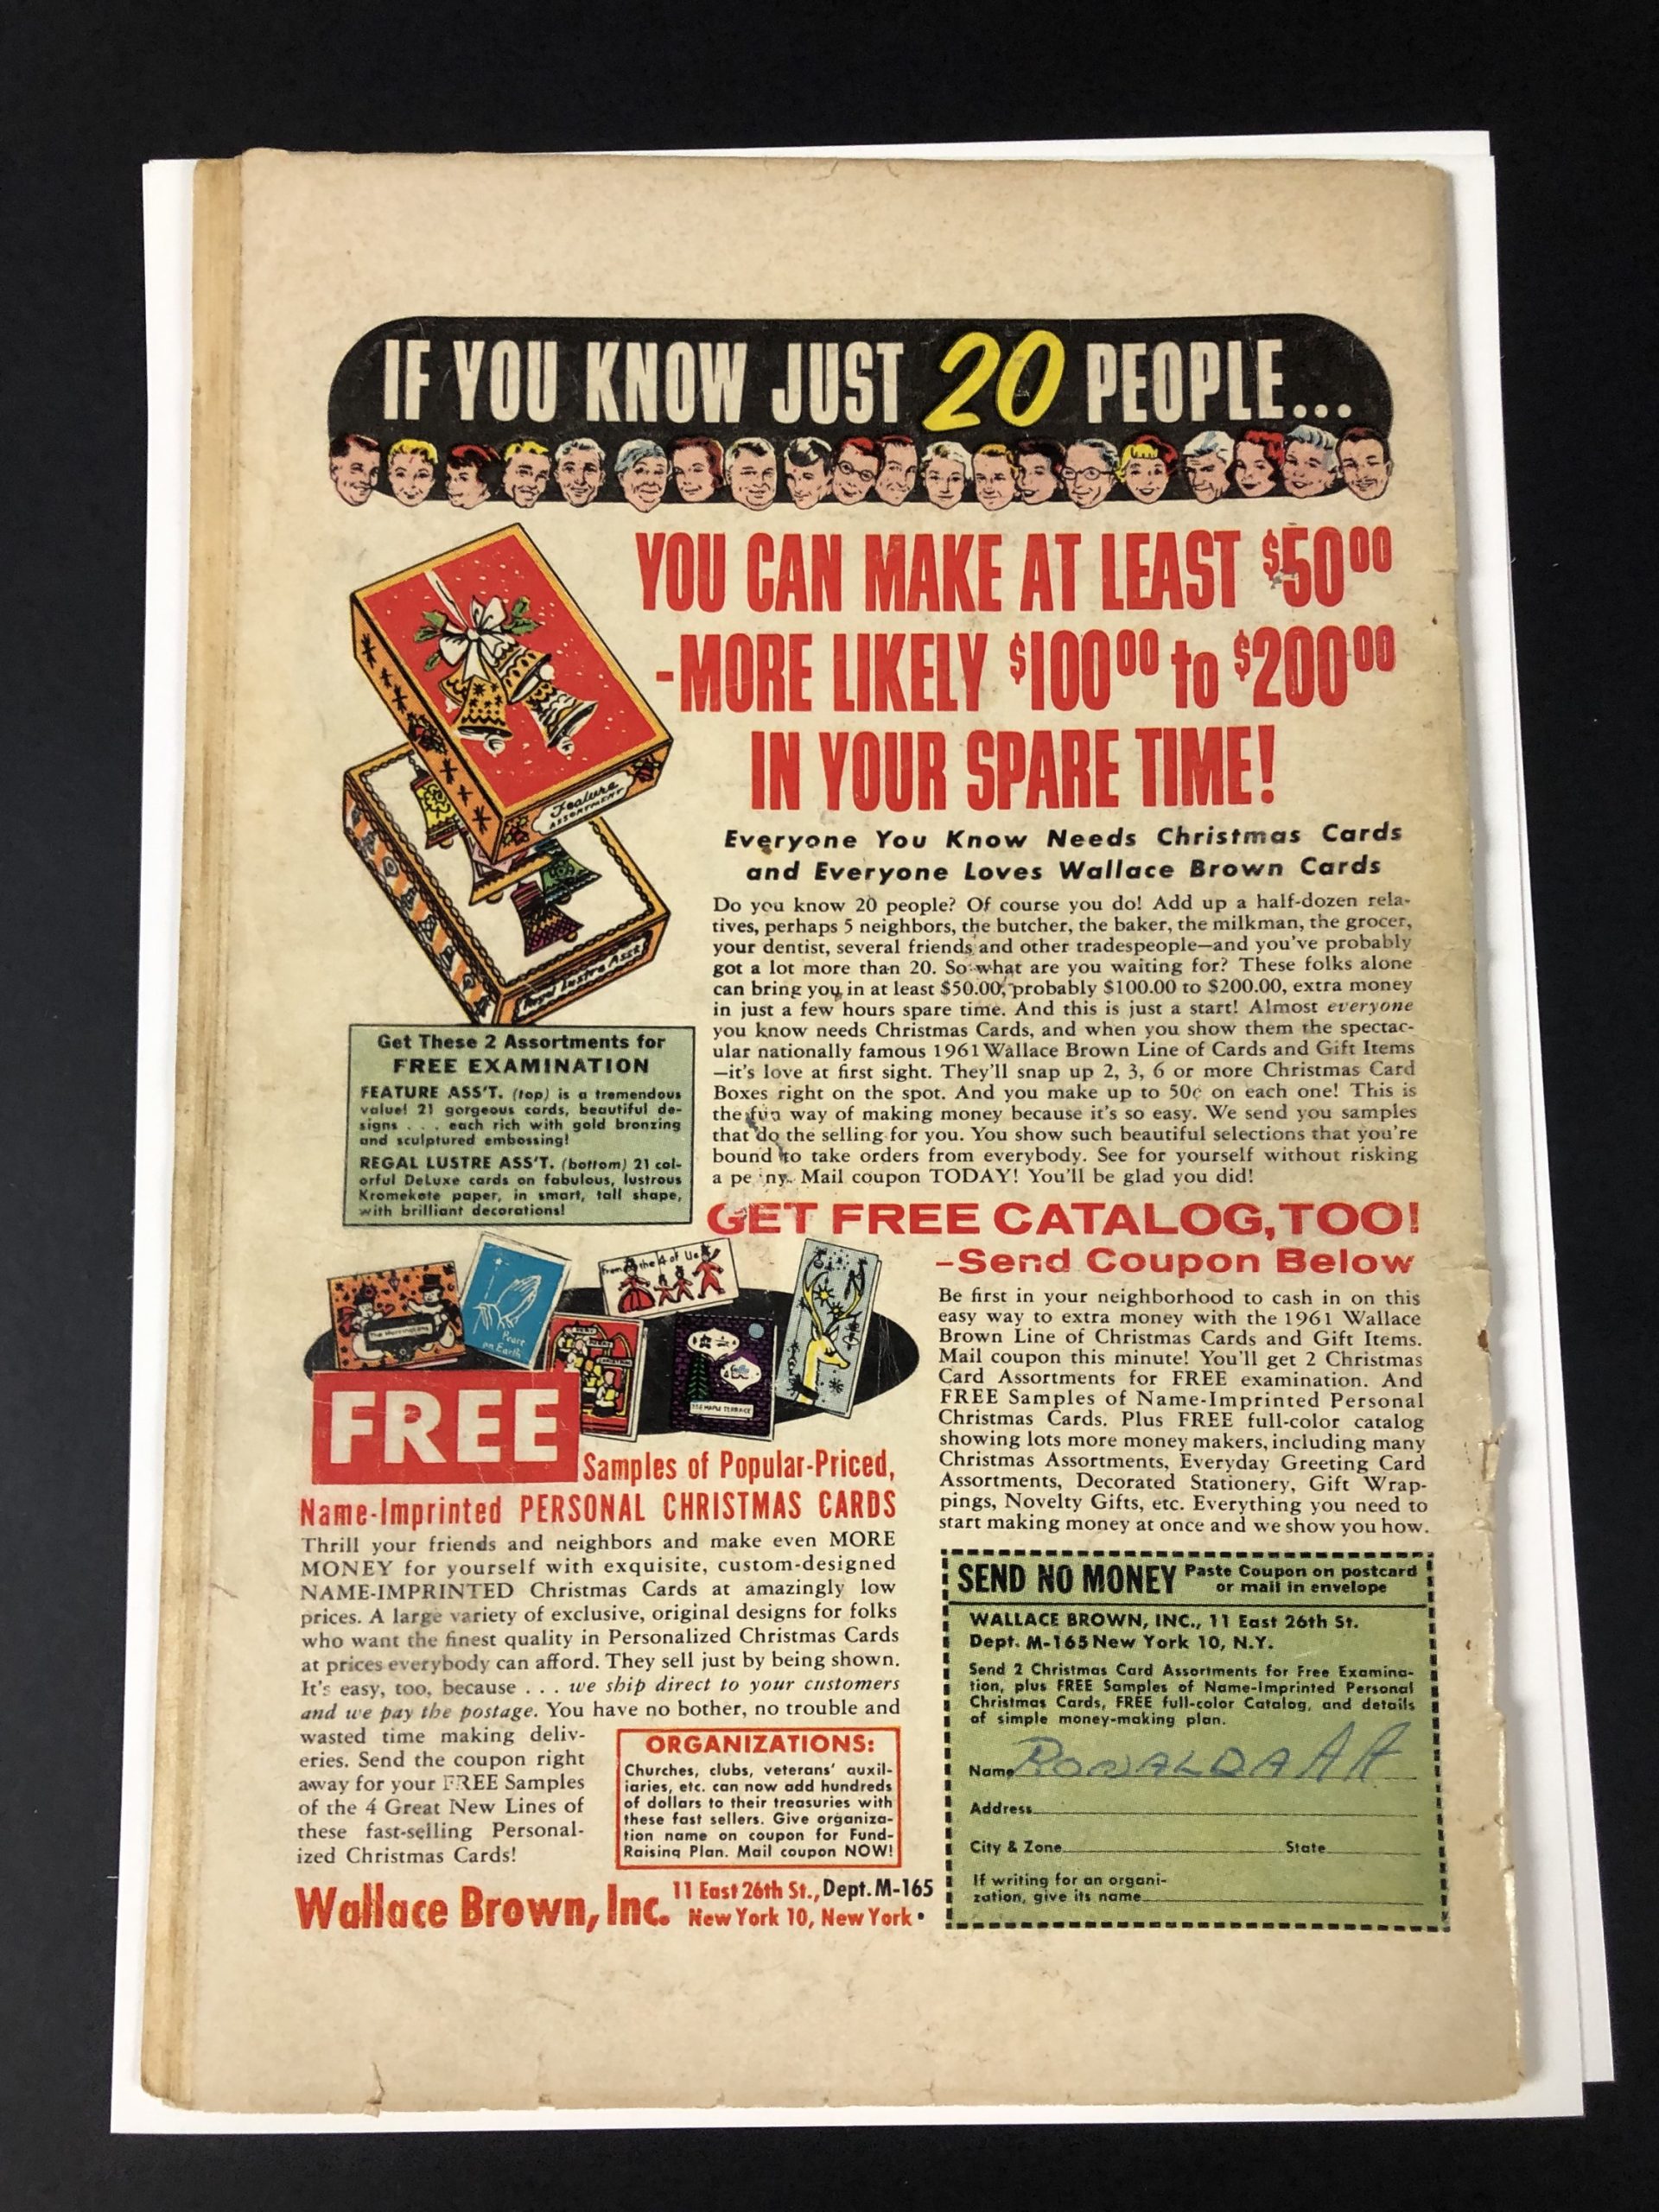 IF YOU KNOW JUST 20 PEOPLE...
YOU CAN MAKE AT LEAST $50.00
-MORE LIKELY $100.00 to $200.00
IN YOUR SPARE TIME!
Feature
ASSORTMENT
Regal Lustre Asst
Everyone You Know Needs Christmas Cards
and Everyone Loves Wallace Brown Cards
Do you know 20 people? Of course you do! Add up a half-dozen rela-
tives, perhaps 5 neighbors, the butcher, the baker, the milkman, the grocer,
your dentist, several friends and other tradespeople—and you've probably
got a lot more than 20. So what are you waiting for? These folks alone
can bring you in at least $50.00, probably $100.00 to $200.00, extra money
in just a few hours spare time. And this is just a start! Almost everyone
you know needs Christmas Cards, and when you show them the spectac-
ular nationally famous 1961 Wallace Brown Line of Cards and Gift Items
—it's love at first sight. They'll snap up 2, 3, 6 or more Christmas Card
Boxes right on the spot. And you make up to 50¢ on each one! This is
the fun way of making money because it's so easy. We send you samples
that do the selling for you. You show such beautiful selections that you're
bound to take orders from everybody. See for yourself without risking
a penny. Mail coupon TODAY! You'll be glad you did!
Get These 2 Assortments for
FREE EXAMINATION
FEATURE ASS'T. (top) is a tremendous
value! 21 gorgeous cards, beautiful de-
signs . . . each rich with gold bronzing
and sculptured embossing!
REGAL LUSTRE ASS'T. (bottom) 21 col-
orful DeLuxe cards on fabulous, lustrous
Kromekote paper, in smart, tall shape,
with brilliant decorations!
GET FREE CATALOG, TOO!
-Send Coupon Below
Be first in your neighborhood to cash in on this
easy way to extra money with the 1961 Wallace
Brown Line of Christmas Cards and Gift Items.
Mail coupon this minute! You'll get 2 Christmas
Card Assortments for FREE examination. And
FREE Samples of Name-Imprinted Personal
Christmas Cards. Plus FREE full-color catalog
showing lots more money makers, including many
Christmas Assortments, Everyday Greeting Card
Assortments, Decorated Stationery, Gift Wrap-
pings, Novelty Gifts, etc. Everything you need to
start making money at once and we show you how.
Peace
on Earth
From the 4 of Us
MERRY
CHRISTMAS
FREE
Samples of Popular-Priced,
Name-Imprinted PERSONAL CHRISTMAS CARDS
Thrill your friends and neighbors and make even MORE
MONEY for yourself with exquisite, custom-designed
NAME-IMPRINTED Christmas Cards at amazingly low
prices. A large variety of exclusive, original designs for folks
who want the finest quality in Personalized Christmas Cards
at prices everybody can afford. They sell just by being shown.
It's easy, too, because . . . we ship direct to your customers
and we pay the postage. You have no bother, no trouble and
wasted time making deliv-
eries. Send the coupon right
away for your FREE Samples
of the 4 Great New Lines of
these fast-selling Personal-
ized Christmas Cards!
ORGANIZATIONS:
Churches, clubs, veterans' auxil-
iaries, etc. can now add hundreds
of dollars to their treasuries with
these fast sellers. Give organiza-
tion name on coupon for Fund-
Raising Plan. Mail coupon NOW!
Wallace Brown, Inc. 11 East 26th St., Dept. M-165
New York 10, New York
SEND NO MONEY Paste Coupon on postcard
or mail in envelope
WALLACE BROWN, INC., 11 East 26th St.
Dept. M-165 New York 10, N.Y.
Send 2 Christmas Card Assortments for Free Examina-
tion, plus FREE Samples of Name-Imprinted Personal
Christmas Cards, FREE full-color Catalog, and details
of simple money-making plan.
Name
Address
City & Zone State
If writing for an organi-
zation, give its name